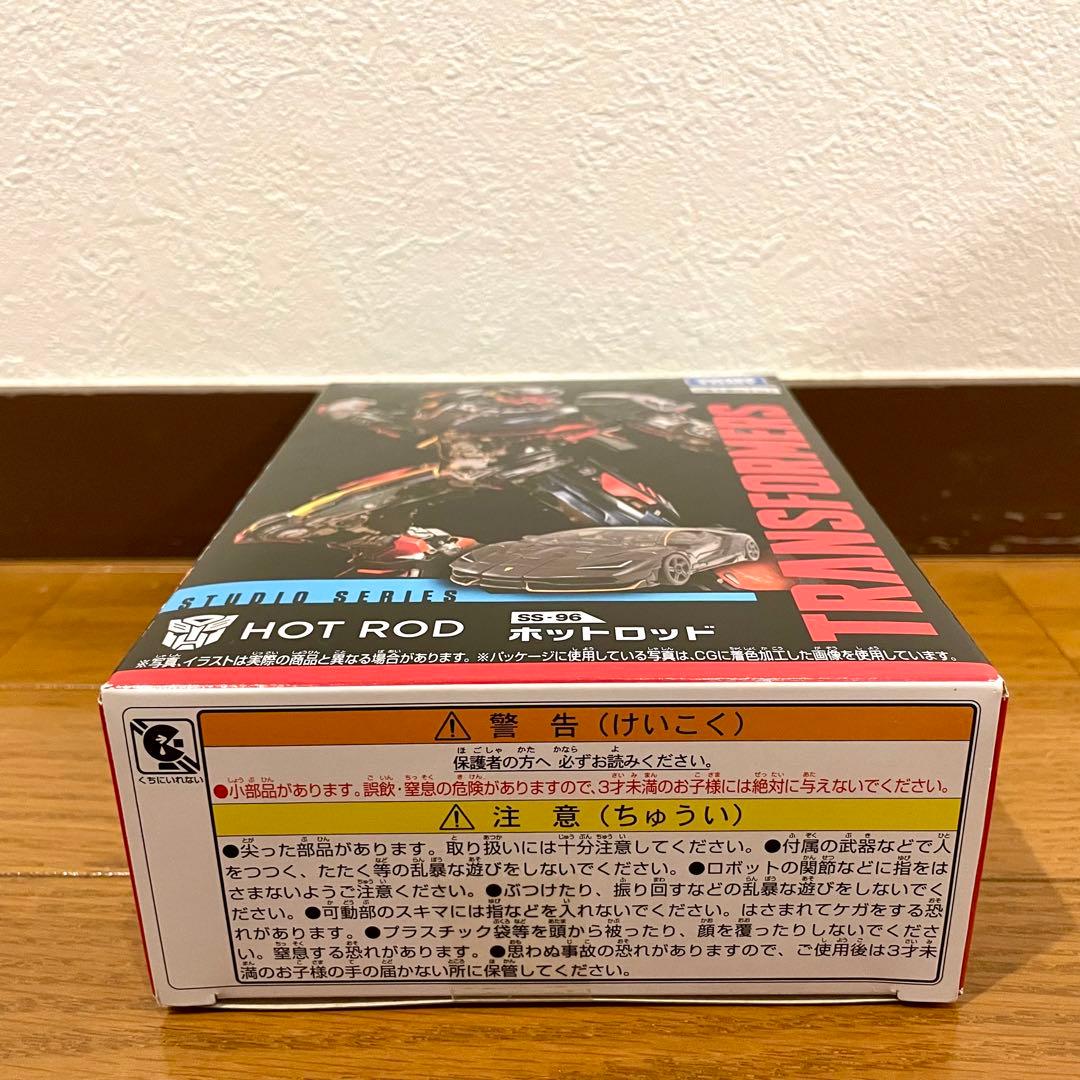 TRANSFORMERS
STUDIO SERIES
HOT ROD
SS-96
ホットロッド
※写真、イラストは実際の商品と異なる場合があります。※パッケージに使用している写真は、CGに着色加工した画像を使用しています。
くちにいれない
⚠ 警告(けいこく)
保護者の方へ 必ずお読みください。
●小部品があります。誤飲・窒息の危険がありますので、3才未満のお子様には絶対に与えないでください。
⚠ 注意(ちゅうい)
●尖った部品があります。取り扱いには十分注意してください。●付属の武器などで人
をつつく、たたく等の乱暴な遊びをしないでください。●ロボットの関節などに指をは
さまないようご注意ください。●ぶつけたり、振り回すなどの乱暴な遊びをしないでくだ
さい。●可動部のスキマには指などを入れないでください。はさまれてケガをする恐
れがあります。●プラスチック袋等を頭から被ったり、顔を覆ったりしないでくださ
い。窒息する恐れがあります。●思わぬ事故の恐れがありますので、ご使用後は3才未
満のお子様の手の届かない所に保管してください。